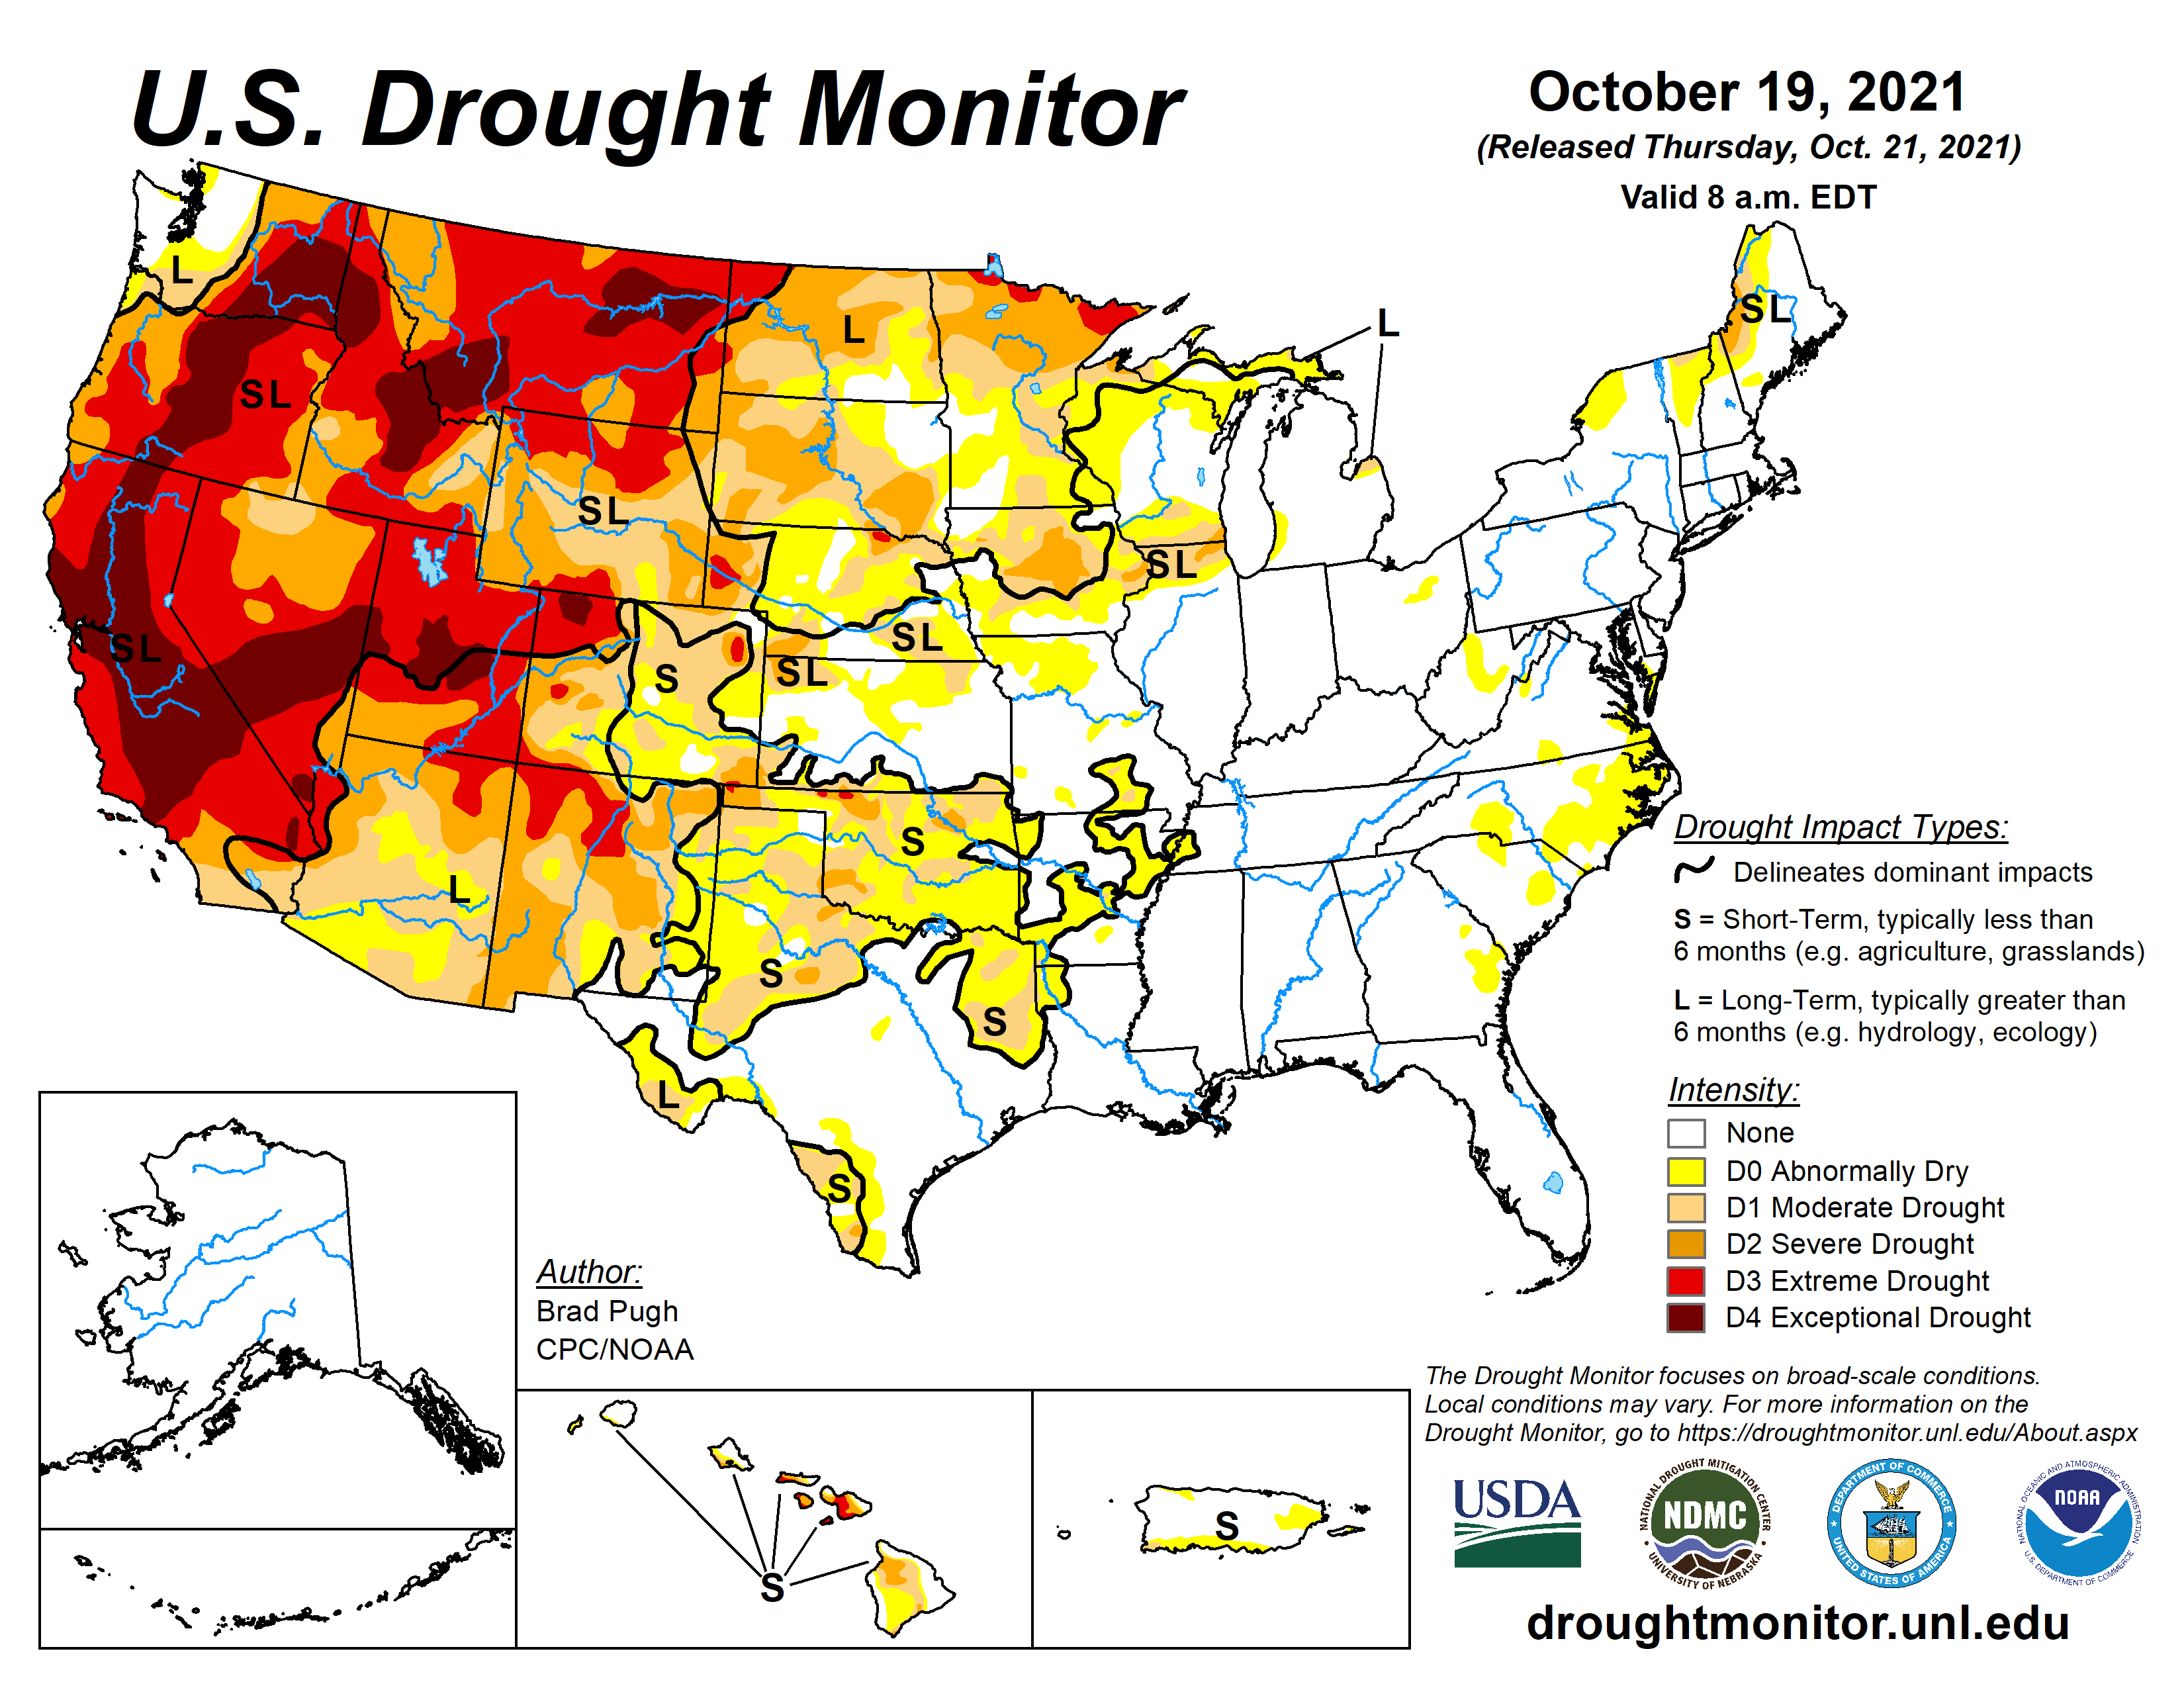 U.S. Drought Monitor
October 19, 2021
(Released Thursday, Oct. 21, 2021)
Valid 8 a.m. EDT
L
SL
L
L
SL
SL
SL
SL
SL
SL
S
SL
S
L
S
S
L
S
Drought Impact Types:
Delineates dominant impacts
S = Short-Term, typically less than
6 months (e.g. agriculture, grasslands)
L = Long-Term, typically greater than
6 months (e.g. hydrology, ecology)
Intensity:
None
D0 Abnormally Dry
D1 Moderate Drought
D2 Severe Drought
D3 Extreme Drought
D4 Exceptional Drought
Author:
Brad Pugh
CPC/NOAA
S
S
The Drought Monitor focuses on broad-scale conditions.
Local conditions may vary. For more information on the
Drought Monitor, go to https://droughtmonitor.unl.edu/About.aspx
USDA
NATIONAL DROUGHT MITIGATION CENTER
NDMC
UNIVERSITY OF NEBRASKA
DEPARTMENT OF COMMERCE
UNITED STATES OF AMERICA
NATIONAL OCEANIC AND ATMOSPHERIC ADMINISTRATION
NOAA
U.S. DEPARTMENT OF COMMERCE
droughtmonitor.unl.edu